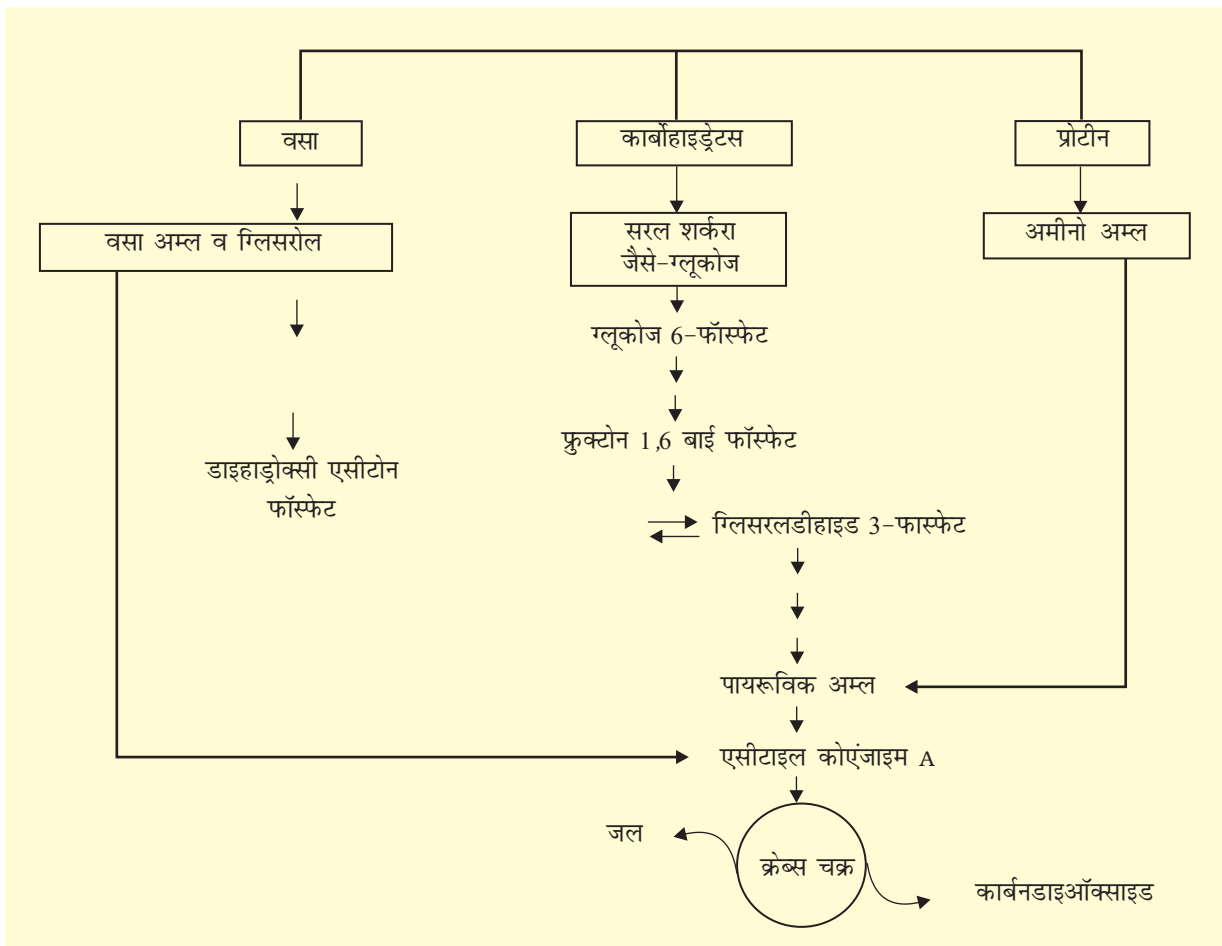 वसा
कार्बोहाइड्रेटस
प्रोटीन
वसा अम्ल व ग्लिसरोल
सरल शर्करा
जैसे-ग्लूकोज
अमीनो अम्ल
ग्लूकोज 6-फॉस्फेट
फ्रुक्टोन 1,6 बाई फॉस्फेट
डाइहाड्रोक्सी एसीटोन
फॉस्फेट
ग्लिसरलडीहाइड 3-फास्फेट
पायरूविक अम्ल
एसीटाइल कोएंजाइम A
जल
क्रेब्स चक्र
कार्बनडाइऑक्साइड